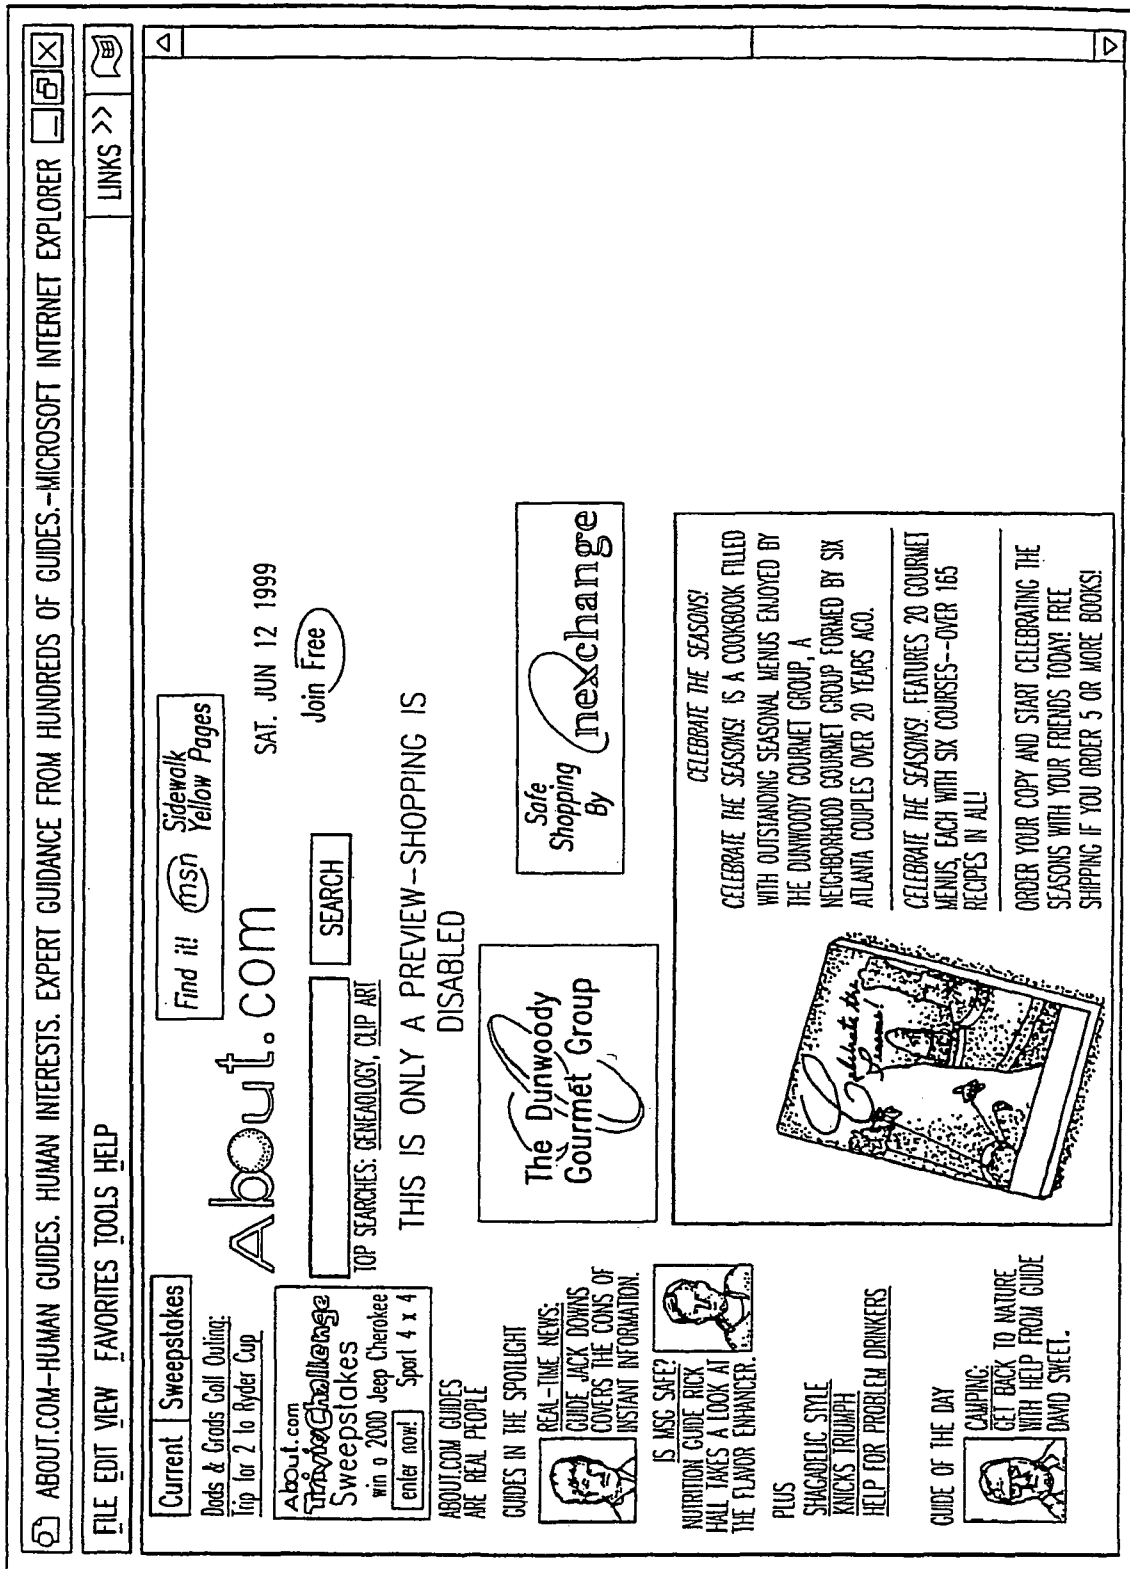 ABOUT.COM-HUMAN GUIDES. HUMAN INTERESTS. EXPERT GUIDANCE FROM HUNDREDS OF GUIDES.-MICROSOFT INTERNET EXPLORER
FILE EDIT VIEW FAVORITES TOOLS HELP
LINKS >>
Current Sweepstakes
Dads & Grads Golf Outing:
Trip for 2 to Ryder Cup
About.com
TriviaChallenge
Sweepstakes
win a 2000 Jeep Cherokee
enter now! Sport 4 x 4
ABOUT.COM GUIDES
ARE REAL PEOPLE
GUIDES IN THE SPOTLIGHT
REAL-TIME NEWS:
GUIDE JACK DOWNS
COVERS THE CONS OF
INSTANT INFORMATION.
IS MSG SAFE?
NUTRITION GUIDE RICK
HALL TAKES A LOOK AT
THE FLAVOR ENHANCER.
PLUS
SHAGADELIC STYLE
KNICKS TRIUMPH
HELP FOR PROBLEM DRINKERS
GUIDE OF THE DAY
CAMPING:
GET BACK TO NATURE
WITH HELP FROM GUIDE
DAVID SWEET.
Find it! msn Sidewalk
Yellow Pages
About.com
SAT. JUN 12 1999
SEARCH
Join Free
TOP SEARCHES: GENEAOLOGY, CLIP ART
THIS IS ONLY A PREVIEW-SHOPPING IS
DISABLED
The Dunwoody
Gourmet Group
Safe
Shopping
By
nexchange
Celebrate the
Seasons!
CELEBRATE THE SEASONS!
CELEBRATE THE SEASONS! IS A COOKBOOK FILLED
WITH OUTSTANDING SEASONAL MENUS ENJOYED BY
THE DUNWOODY GOURMET GROUP, A
NEIGHBORHOOD GOURMET GROUP FORMED BY SIX
ATLANTA COUPLES OVER 20 YEARS AGO.
CELEBRATE THE SEASONS! FEATURES 20 GOURMET
MENUS, EACH WITH SIX COURSES--OVER 165
RECIPES IN ALL!
ORDER YOUR COPY AND START CELEBRATING THE
SEASONS WITH YOUR FRIENDS TODAY! FREE
SHIPPING IF YOU ORDER 5 OR MORE BOOKS!